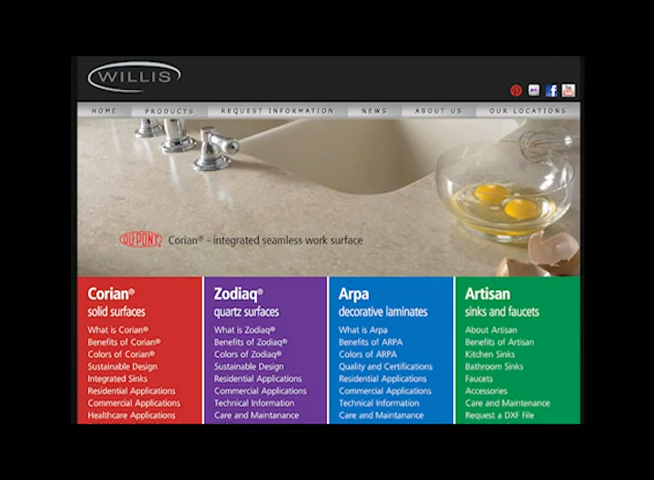 WILLIS
HOME PRODUCTS REQUEST INFORMATION NEWS ABOUT US OUR LOCATIONS
DUPONT Corian® - integrated seamless work surface
Corian®
solid surfaces
What is Corian®
Benefits of Corian®
Colors of Corian®
Sustainable Design
Integrated Sinks
Residential Applications
Commercial Applications
Healthcare Applications
Zodiaq®
quartz surfaces
What is Zodiaq®
Benefits of Zodiaq®
Colors of Zodiaq®
Sustainable Design
Residential Applications
Commercial Applications
Technical Information
Care and Maintanance
Arpa
decorative laminates
What is Arpa
Benefits of ARPA
Colors of ARPA
Quality and Certifications
Residential Applications
Commercial Applications
Technical Information
Care and Maintanance
Artisan
sinks and faucets
About Artisan
Benefits of Artisan
Kitchen Sinks
Bathroom Sinks
Faucets
Accessories
Care and Maintenance
Request a DXF File